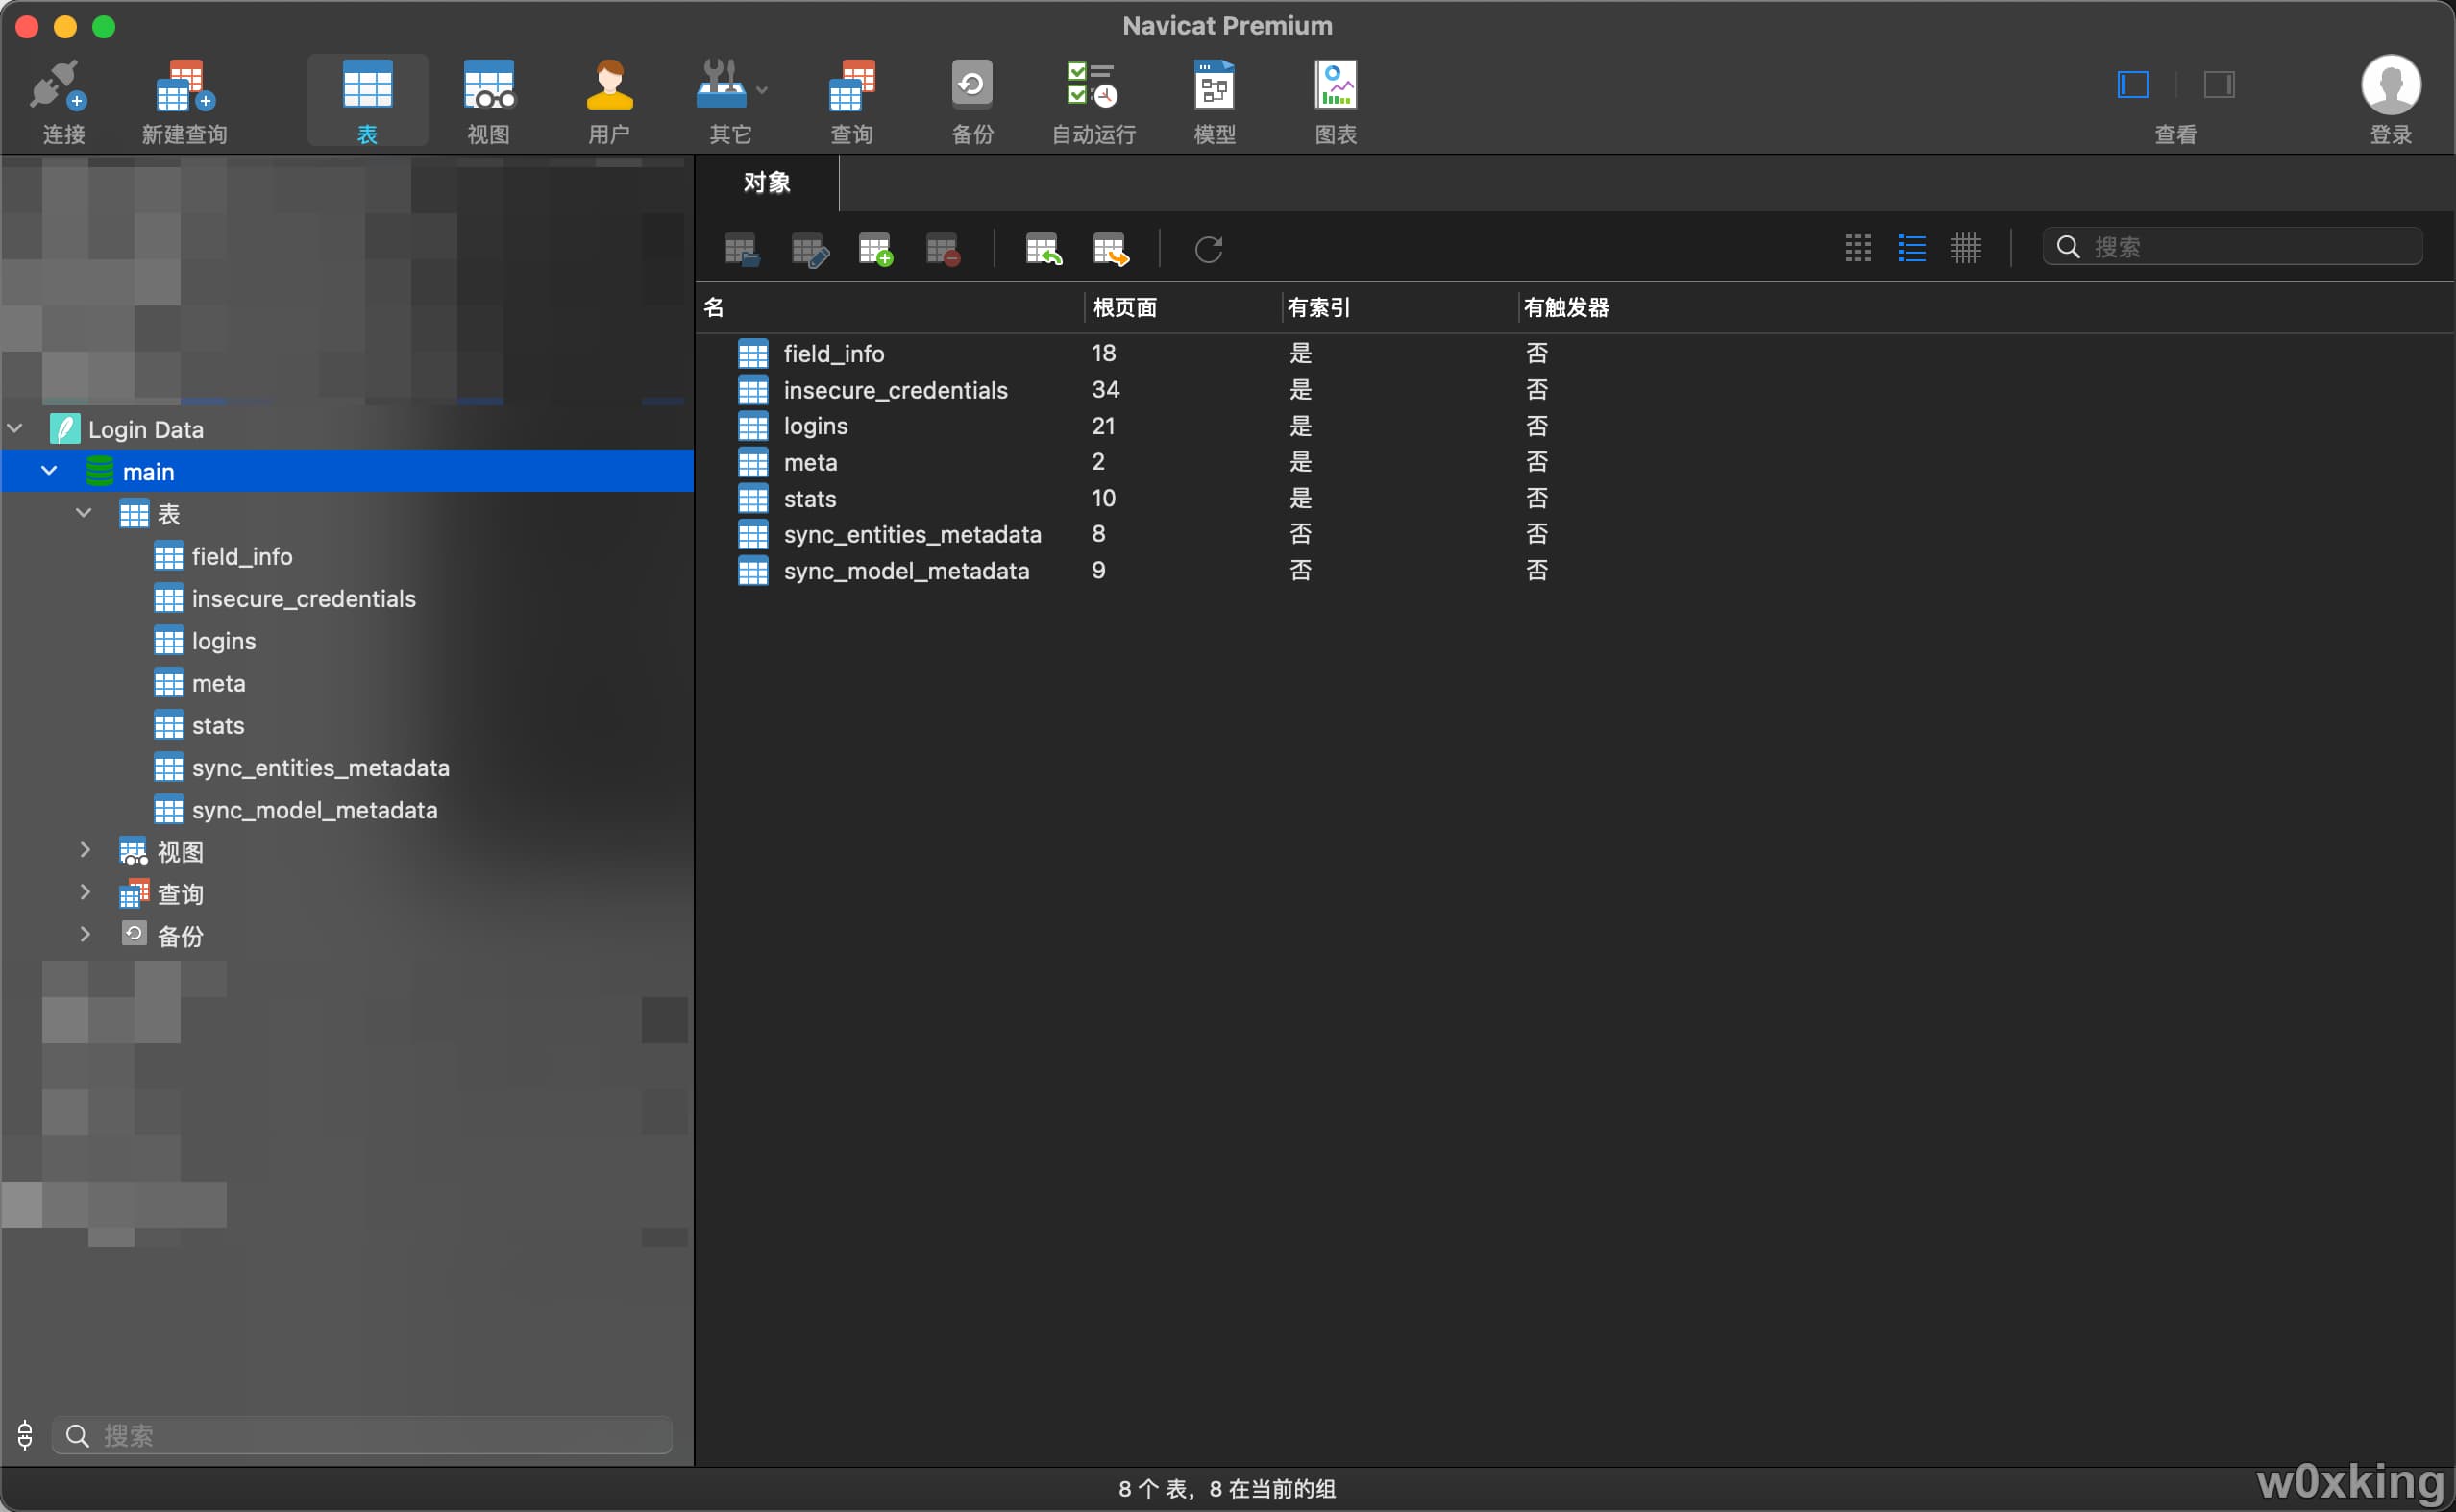 Navicat Premium
连接
新建查询
表
视图
用户
其它
查询
备份
自动运行
模型
图表
查看
登录
Login Data
main
表
field_info
insecure_credentials
logins
meta
stats
sync_entities_metadata
sync_model_metadata
视图
查询
备份
搜索
对象
搜索
名 根页面 有索引 有触发器
field_info 18 是 否
insecure_credentials 34 是 否
logins 21 是 否
meta 2 是 否
stats 10 是 否
sync_entities_metadata 8 否 否
sync_model_metadata 9 否 否
8 个 表，8 在当前的组
w0xking